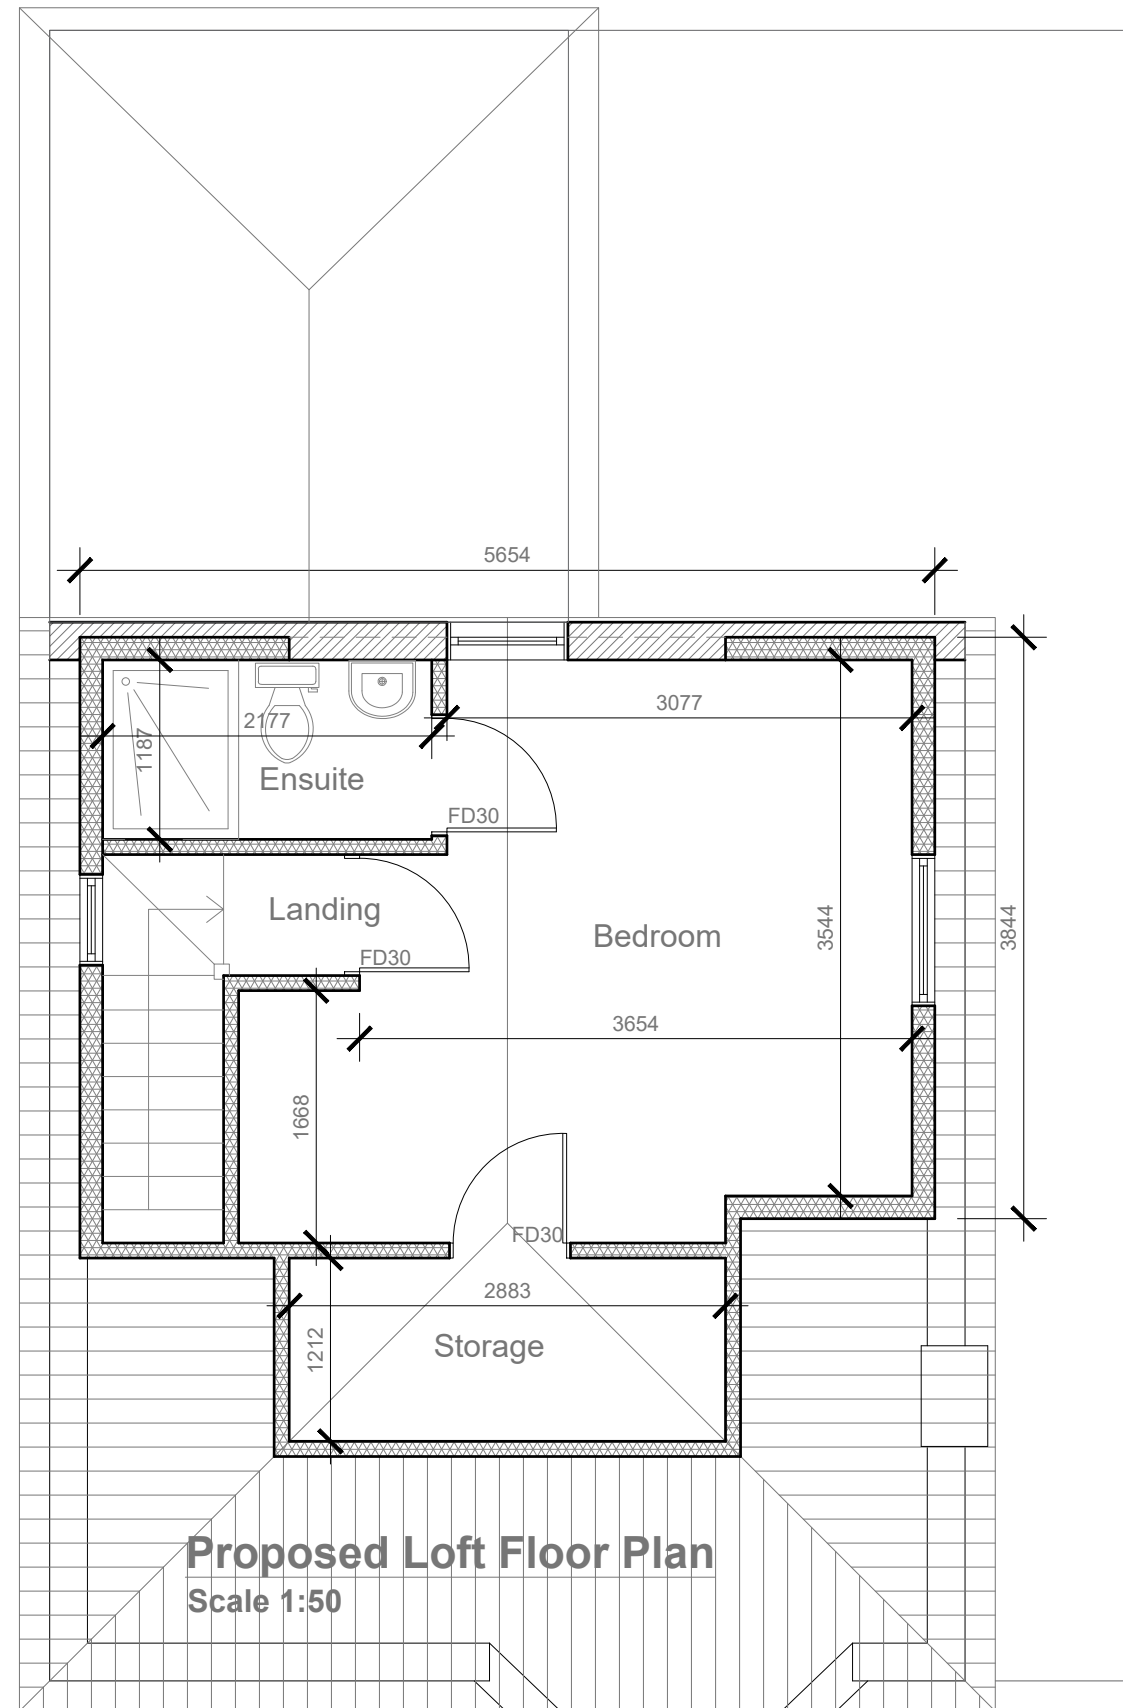 5654
3077
2177
1187
Ensuite
FD30
Landing
Bedroom
3544
3844
FD30
3654
1668
FD30
2883
1212
Storage
Proposed Loft Floor Plan
Scale 1:50